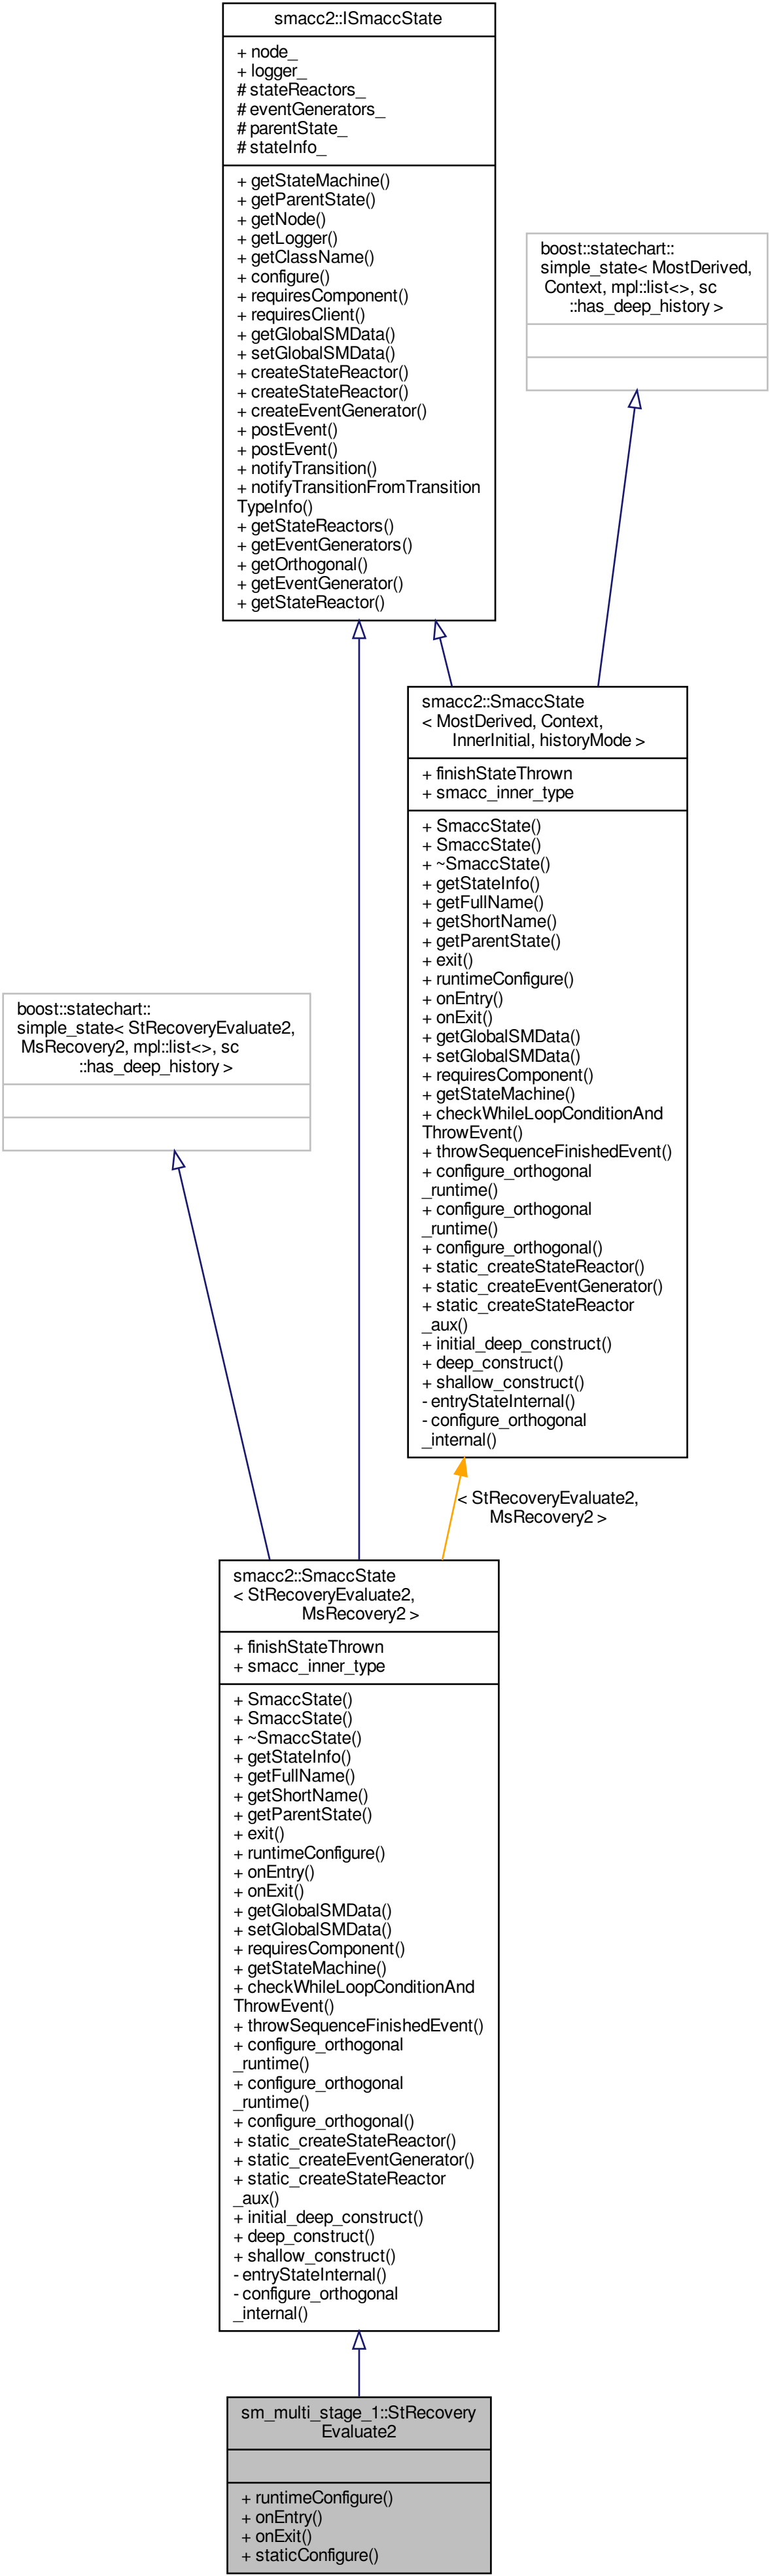 smacc2::ISmaccState
+ node_
+ logger_
# stateReactors_
# eventGenerators_
# parentState_
# stateInfo_
+ getStateMachine()
+ getParentState()
+ getNode()
+ getLogger()
+ getClassName()
+ configure()
+ requiresComponent()
+ requiresClient()
+ getGlobalSMData()
+ setGlobalSMData()
+ createStateReactor()
+ createStateReactor()
+ createEventGenerator()
+ postEvent()
+ postEvent()
+ notifyTransition()
+ notifyTransitionFromTransition
TypeInfo()
+ getStateReactors()
+ getEventGenerators()
+ getOrthogonal()
+ getEventGenerator()
+ getStateReactor()
boost::statechart::
simple_state< MostDerived,
Context, mpl::list<>, sc
::has_deep_history >
smacc2::SmaccState
< MostDerived, Context,
InnerInitial, historyMode >
+ finishStateThrown
+ smacc_inner_type
+ SmaccState()
+ SmaccState()
+ ~SmaccState()
+ getStateInfo()
+ getFullName()
+ getShortName()
+ getParentState()
+ exit()
+ runtimeConfigure()
+ onEntry()
+ onExit()
+ getGlobalSMData()
+ setGlobalSMData()
+ requiresComponent()
+ getStateMachine()
+ checkWhileLoopConditionAnd
ThrowEvent()
+ throwSequenceFinishedEvent()
+ configure_orthogonal
_runtime()
+ configure_orthogonal
_runtime()
+ configure_orthogonal()
+ static_createStateReactor()
+ static_createEventGenerator()
+ static_createStateReactor
_aux()
+ initial_deep_construct()
+ deep_construct()
+ shallow_construct()
- entryStateInternal()
- configure_orthogonal
_internal()
boost::statechart::
simple_state< StRecoveryEvaluate2,
MsRecovery2, mpl::list<>, sc
::has_deep_history >
< StRecoveryEvaluate2,
MsRecovery2 >
smacc2::SmaccState
< StRecoveryEvaluate2,
MsRecovery2 >
+ finishStateThrown
+ smacc_inner_type
+ SmaccState()
+ SmaccState()
+ ~SmaccState()
+ getStateInfo()
+ getFullName()
+ getShortName()
+ getParentState()
+ exit()
+ runtimeConfigure()
+ onEntry()
+ onExit()
+ getGlobalSMData()
+ setGlobalSMData()
+ requiresComponent()
+ getStateMachine()
+ checkWhileLoopConditionAnd
ThrowEvent()
+ throwSequenceFinishedEvent()
+ configure_orthogonal
_runtime()
+ configure_orthogonal
_runtime()
+ configure_orthogonal()
+ static_createStateReactor()
+ static_createEventGenerator()
+ static_createStateReactor
_aux()
+ initial_deep_construct()
+ deep_construct()
+ shallow_construct()
- entryStateInternal()
- configure_orthogonal
_internal()
sm_multi_stage_1::StRecovery
Evaluate2
+ runtimeConfigure()
+ onEntry()
+ onExit()
+ staticConfigure()